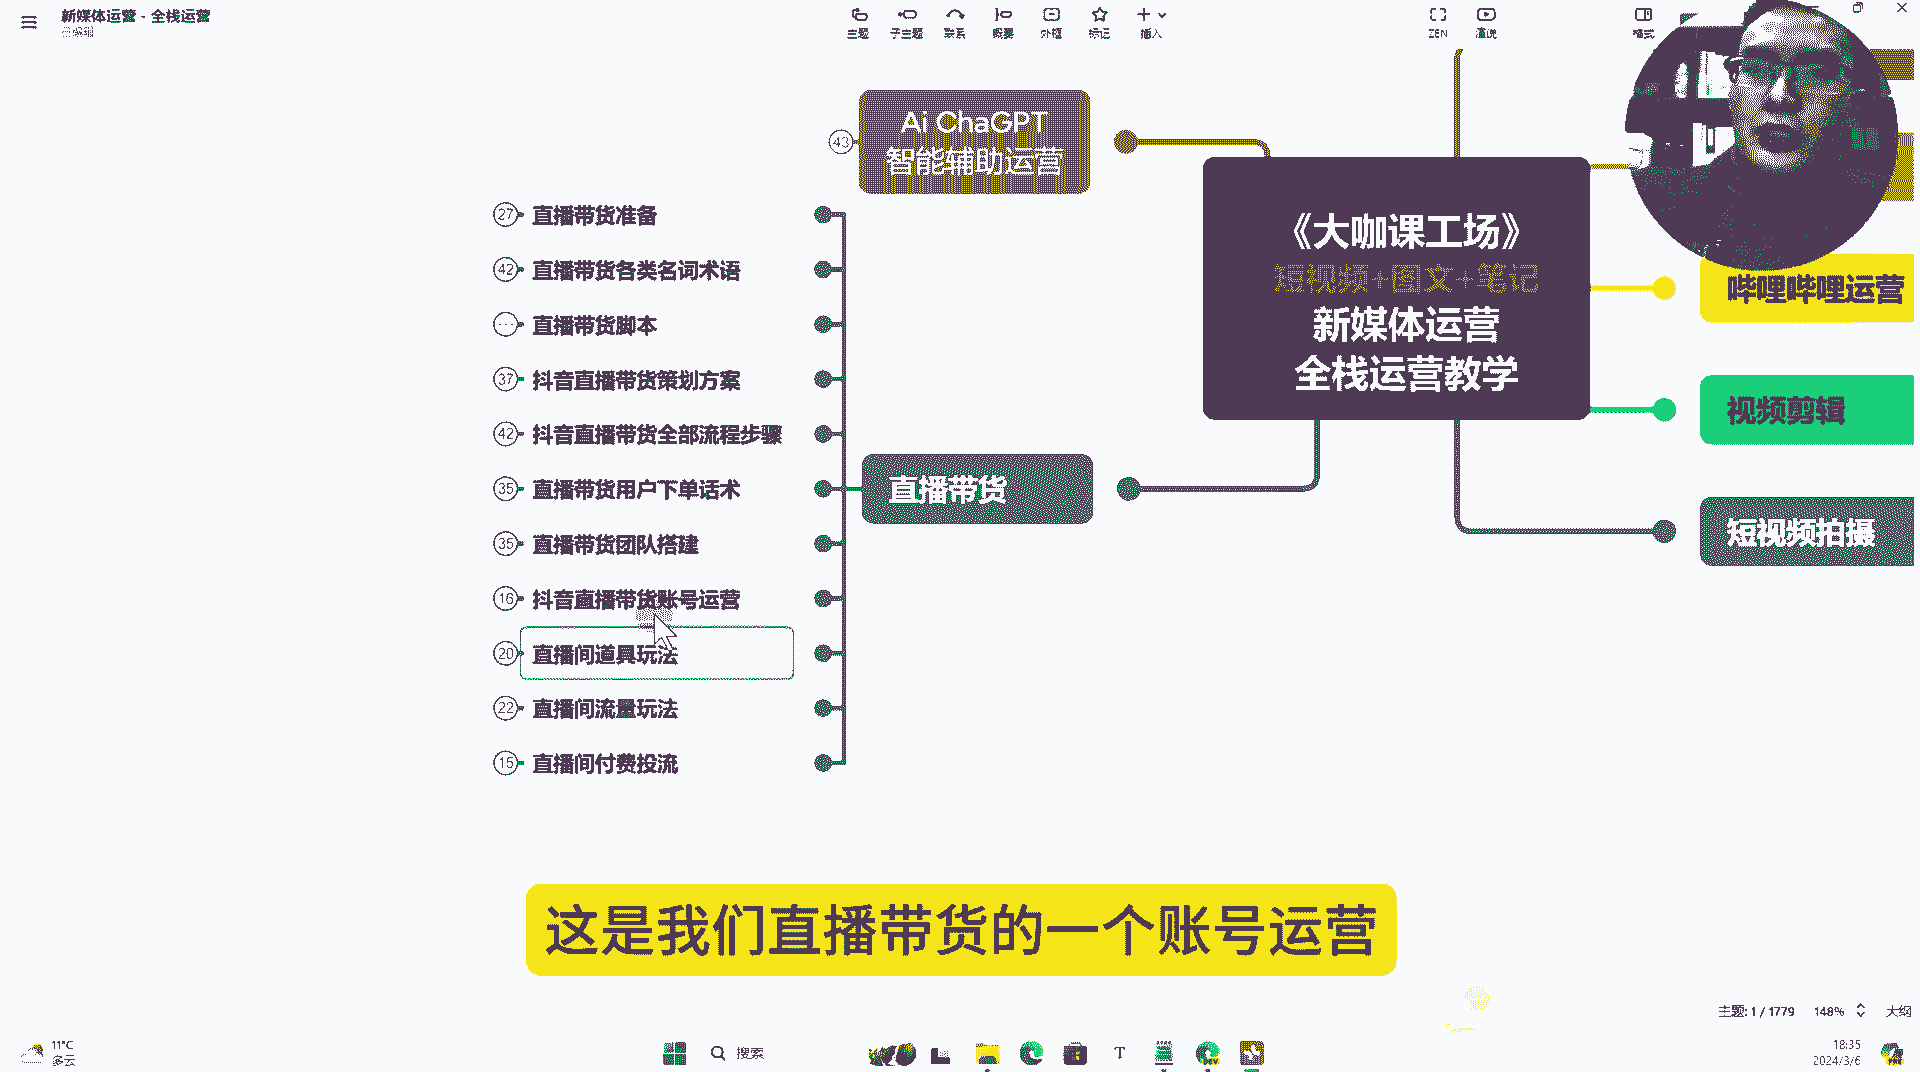 新媒体运营 - 全栈运营
已编辑
主题
子主题
联系
概要
外框
标记
插入
ZEN
演说
格式
43
Ai ChaGPT
智能辅助运营
27
直播带货准备
42
直播带货各类名词术语
直播带货脚本
37
抖音直播带货策划方案
42
抖音直播带货全部流程步骤
35
直播带货用户下单话术
35
直播带货团队搭建
16
抖音直播带货账号运营
20
直播间道具玩法
22
直播间流量玩法
15
直播间付费投流
直播带货
《大咖课工场》
短视频+图文+笔记
新媒体运营
全栈运营教学
哔哩哔哩运营
视频剪辑
短视频拍摄
这是我们直播带货的一个账号运营
主题: 1 / 1779
148%
大纲
11°C
多云
搜索
18:35
2024/3/6